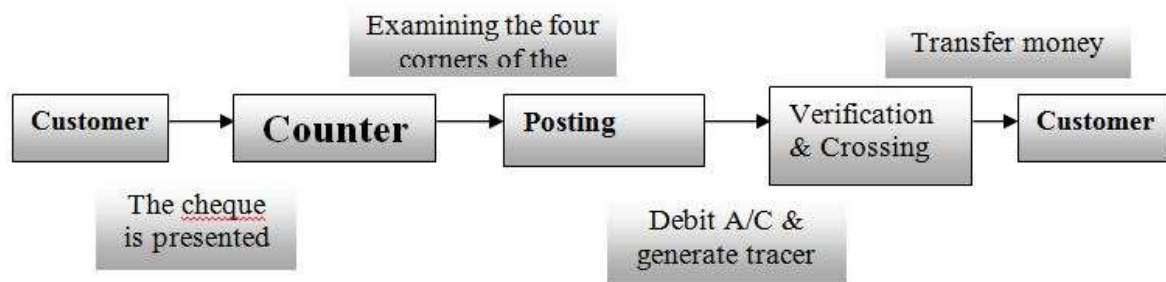 Examining the four
corners of the
Transfer money
Customer
Counter
Posting
Verification
& Crossing
Customer
The cheque
is presented
Debit A/C &
generate tracer